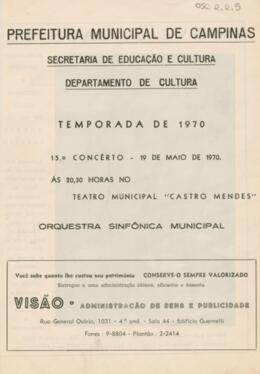 OSC 2.2.5
PREFEITURA MUNICIPAL DE CAMPINAS
SECRETARIA DE EDUCAÇÃO E CULTURA
DEPARTAMENTO DE CULTURA
TEMPORADA DE 1970
15.º CONCÊRTO - 19 DE MAIO DE 1970.
ÁS 20,30 HORAS NO
TEATRO MUNICIPAL "CASTRO MENDES"
ORQUESTRA SINFÔNICA MUNICIPAL
Você sabe quanto lhe custou seu patrimônio CONSERVE-O SEMPRE VALORIZADO
Entregue a uma administração idônea, eficiente e honesta
VISÃO • ADMINISTRAÇÃO DE BENS E PUBLICIDADE
Rua General Osório, 1031 - 4.º and. - Sala 44 - Edifício Guarnelli
Fones: 9-8804 - Plantão: 2-2414